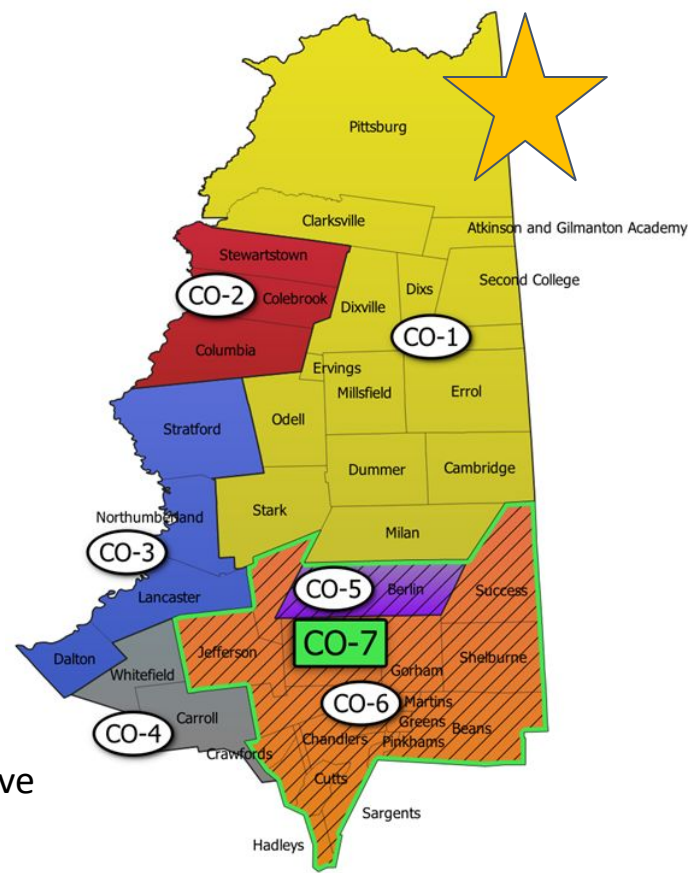 Pittsburg
Clarksville
Atkinson and Gilmanton Academy
Stewartstown
Second College
Dixs
CO-2
Colebrook
Dixville
CO-1
Columbia
Ervings
Millsfield
Errol
Odell
Stratford
Dummer
Cambridge
Stark
Northumberland
Milan
CO-3
CO-5
Berlin
Success
Lancaster
CO-7
Jefferson
Dalton
Shelburne
Whitefield
Gorham
CO-6
Martins
Carroll
Greens
Beans
CO-4
Chandlers
Pinkhams
Crawfords
Cutts
ve
Sargents
Hadleys